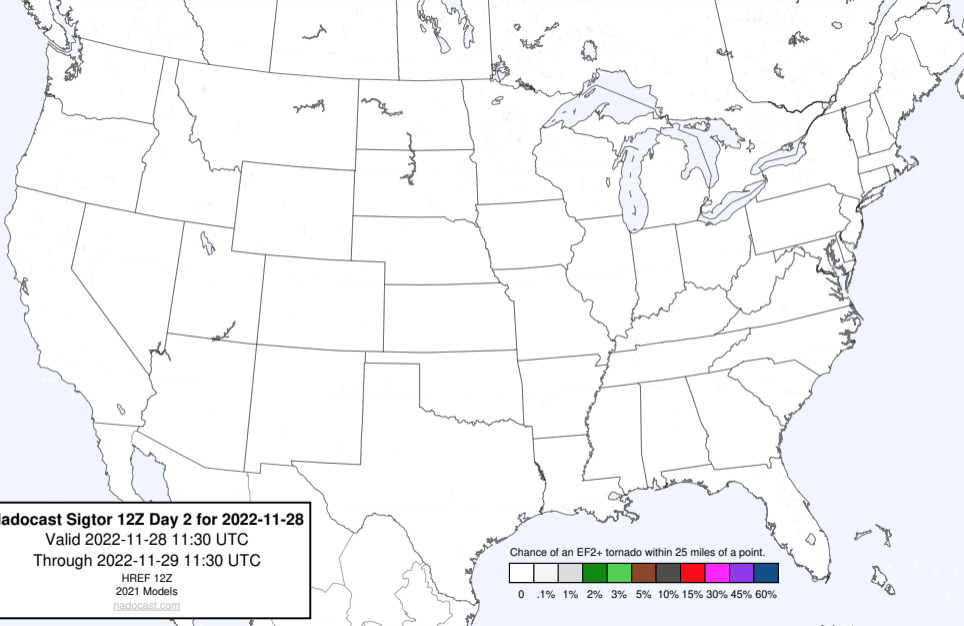 adocast Sigtor 12Z Day 2 for 2022-11-28
Valid 2022-11-28 11:30 UTC
Through 2022-11-29 11:30 UTC
HREF 12Z
2021 Models
nadocast.com
Chance of an EF2+ tornado within 25 miles of a point.
0 .1% 1% 2% 3% 5% 10% 15% 30% 45% 60%